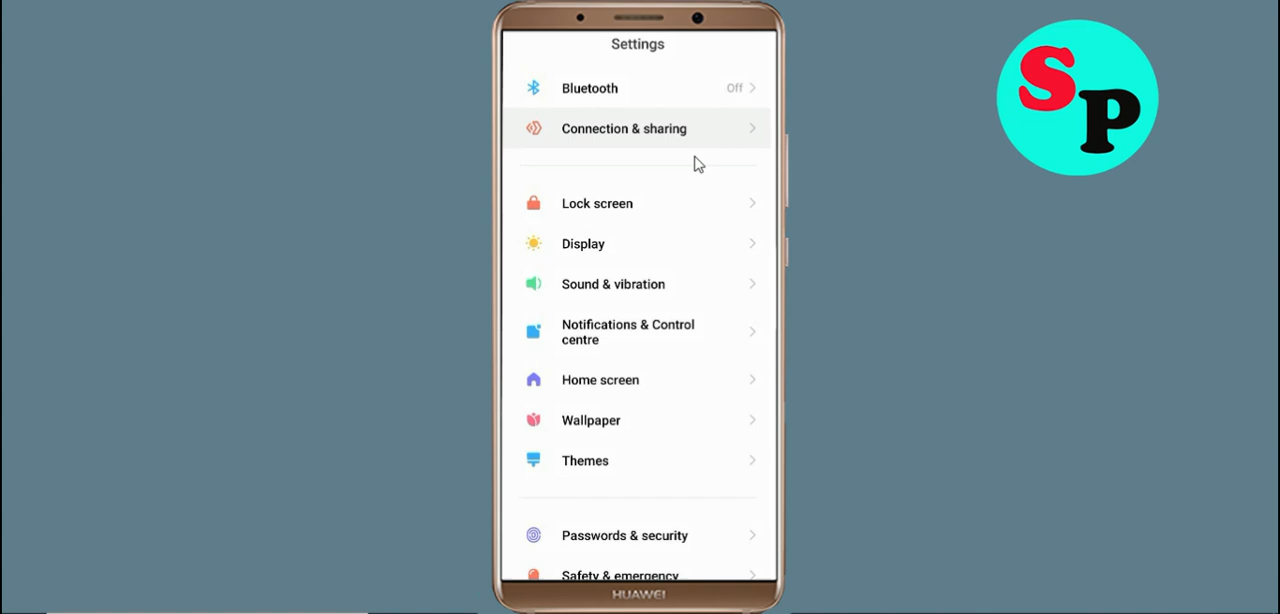 Settings
Bluetooth Off
Connection & sharing
Lock screen
Display
Sound & vibration
Notifications & Control
centre
Home screen
Wallpaper
Themes
Passwords & security
Safety & emergency
HUAWEI
SP